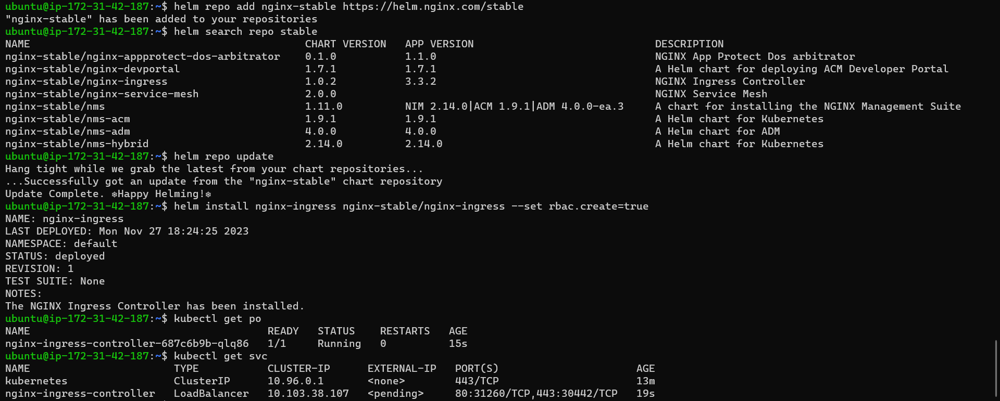 ubuntu@ip-172-31-42-187:~$ helm repo add nginx-stable https://helm.nginx.com/stable
"nginx-stable" has been added to your repositories
ubuntu@ip-172-31-42-187:~$ helm search repo stable
NAME CHART VERSION APP VERSION DESCRIPTION
nginx-stable/nginx-appprotect-dos-arbitrator 0.1.0 1.1.0 NGINX App Protect Dos arbitrator
nginx-stable/nginx-devportal 1.7.1 1.7.1 A Helm chart for deploying ACM Developer Portal
nginx-stable/nginx-ingress 1.0.2 3.3.2 NGINX Ingress Controller
nginx-stable/nginx-service-mesh 2.0.0 NGINX Service Mesh
nginx-stable/nms 1.11.0 NIM 2.14.0|ACM 1.9.1|ADM 4.0.0-ea.3 A chart for installing the NGINX Management Suite
nginx-stable/nms-acm 1.9.1 1.9.1 A Helm chart for Kubernetes
nginx-stable/nms-adm 4.0.0 4.0.0 A Helm chart for ADM
nginx-stable/nms-hybrid 2.14.0 2.14.0 A Helm chart for Kubernetes
ubuntu@ip-172-31-42-187:~$ helm repo update
Hang tight while we grab the latest from your chart repositories...
...Successfully got an update from the "nginx-stable" chart repository
Update Complete. ⎈Happy Helming!⎈
ubuntu@ip-172-31-42-187:~$ helm install nginx-ingress nginx-stable/nginx-ingress --set rbac.create=true
NAME: nginx-ingress
LAST DEPLOYED: Mon Nov 27 18:24:25 2023
NAMESPACE: default
STATUS: deployed
REVISION: 1
TEST SUITE: None
NOTES:
The NGINX Ingress Controller has been installed.
ubuntu@ip-172-31-42-187:~$ kubectl get po
NAME READY STATUS RESTARTS AGE
nginx-ingress-controller-687c6b9b-qlq86 1/1 Running 0 15s
ubuntu@ip-172-31-42-187:~$ kubectl get svc
NAME TYPE CLUSTER-IP EXTERNAL-IP PORT(S) AGE
kubernetes ClusterIP 10.96.0.1 <none> 443/TCP 13m
nginx-ingress-controller LoadBalancer 10.103.38.107 <pending> 80:31260/TCP,443:30442/TCP 19s